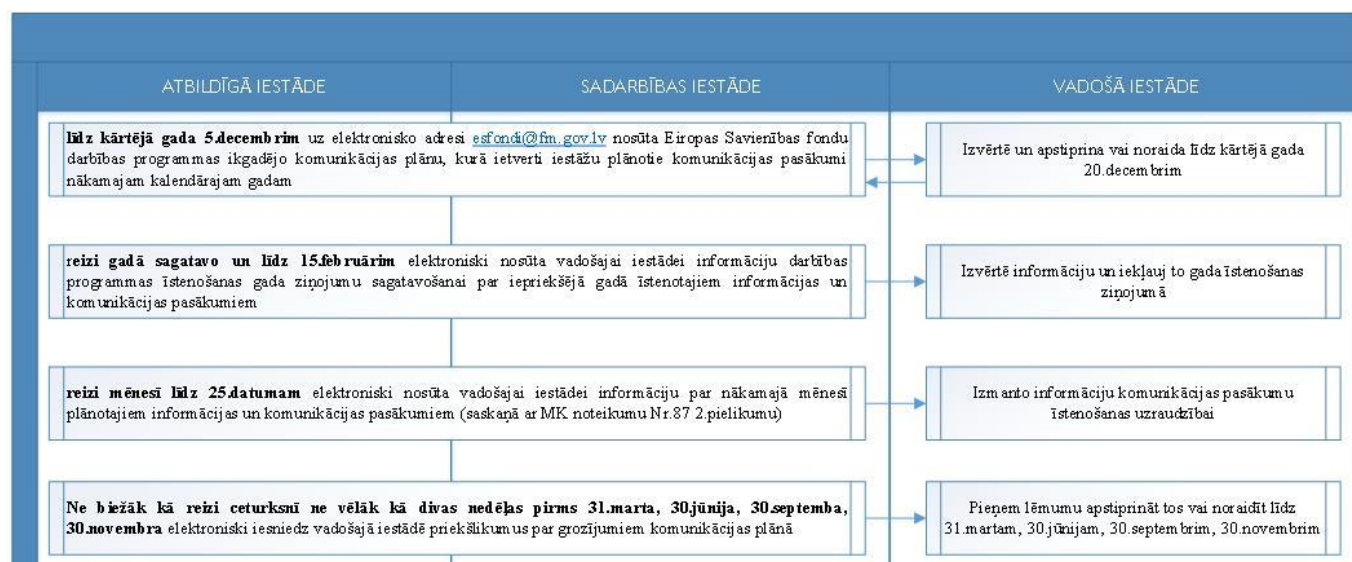 ATBILDĪGĀ IESTĀDE
SADARBĪBAS IESTĀDE
VADOŠĀ IESTĀDE
līdz kārtējā gada 5.decembrim uz elektronisko adresi esfondi@fm.gov.lv nosūta Eiropas Savienības fondu
darbības programmas ikgadējo komunikācijas plānu, kurā ietverti iestāžu plānotie komunikācijas pasākumi
nākamajam kalendārajam gadam
Izvērtē un apstiprina vai noraida līdz kārtējā gada
20.decembrim
reizi gadā sagatavo un līdz 15.februārim elektroniski nosūta vadošajai iestādei informāciju darbības
programmas īstenošanas gada ziņojumu sagatavošanai par iepriekšējā gadā īstenotajiem informācijas un
komunikācijas pasākumiem
Izvērtē informāciju un iekļauj to gada īstenošanas
ziņojumā
reizi mēnesī līdz 25.datumam elektroniski nosūta vadošajai iestādei informāciju par nākamajā mēnesī
plānotajiem informācijas un komunikācijas pasākumiem (saskaņā ar MK noteikumu Nr.87 2.pielikumu)
Izmanto informāciju komunikācijas pasākumu
īstenošanas uzraudzībai
Ne biežāk kā reizi ceturksnī ne vēlāk kā divas nedēļas pirms 31.marta, 30.jūnija, 30.septemba,
30.novembra elektroniski iesniedz vadošajā iestādē priekšlikumus par grozījumiem komunikācijas plānā
Pieņem lēmumu apstiprināt tos vai noraidīt līdz
31.martam, 30.jūnijam, 30.septembrim, 30.novembrim